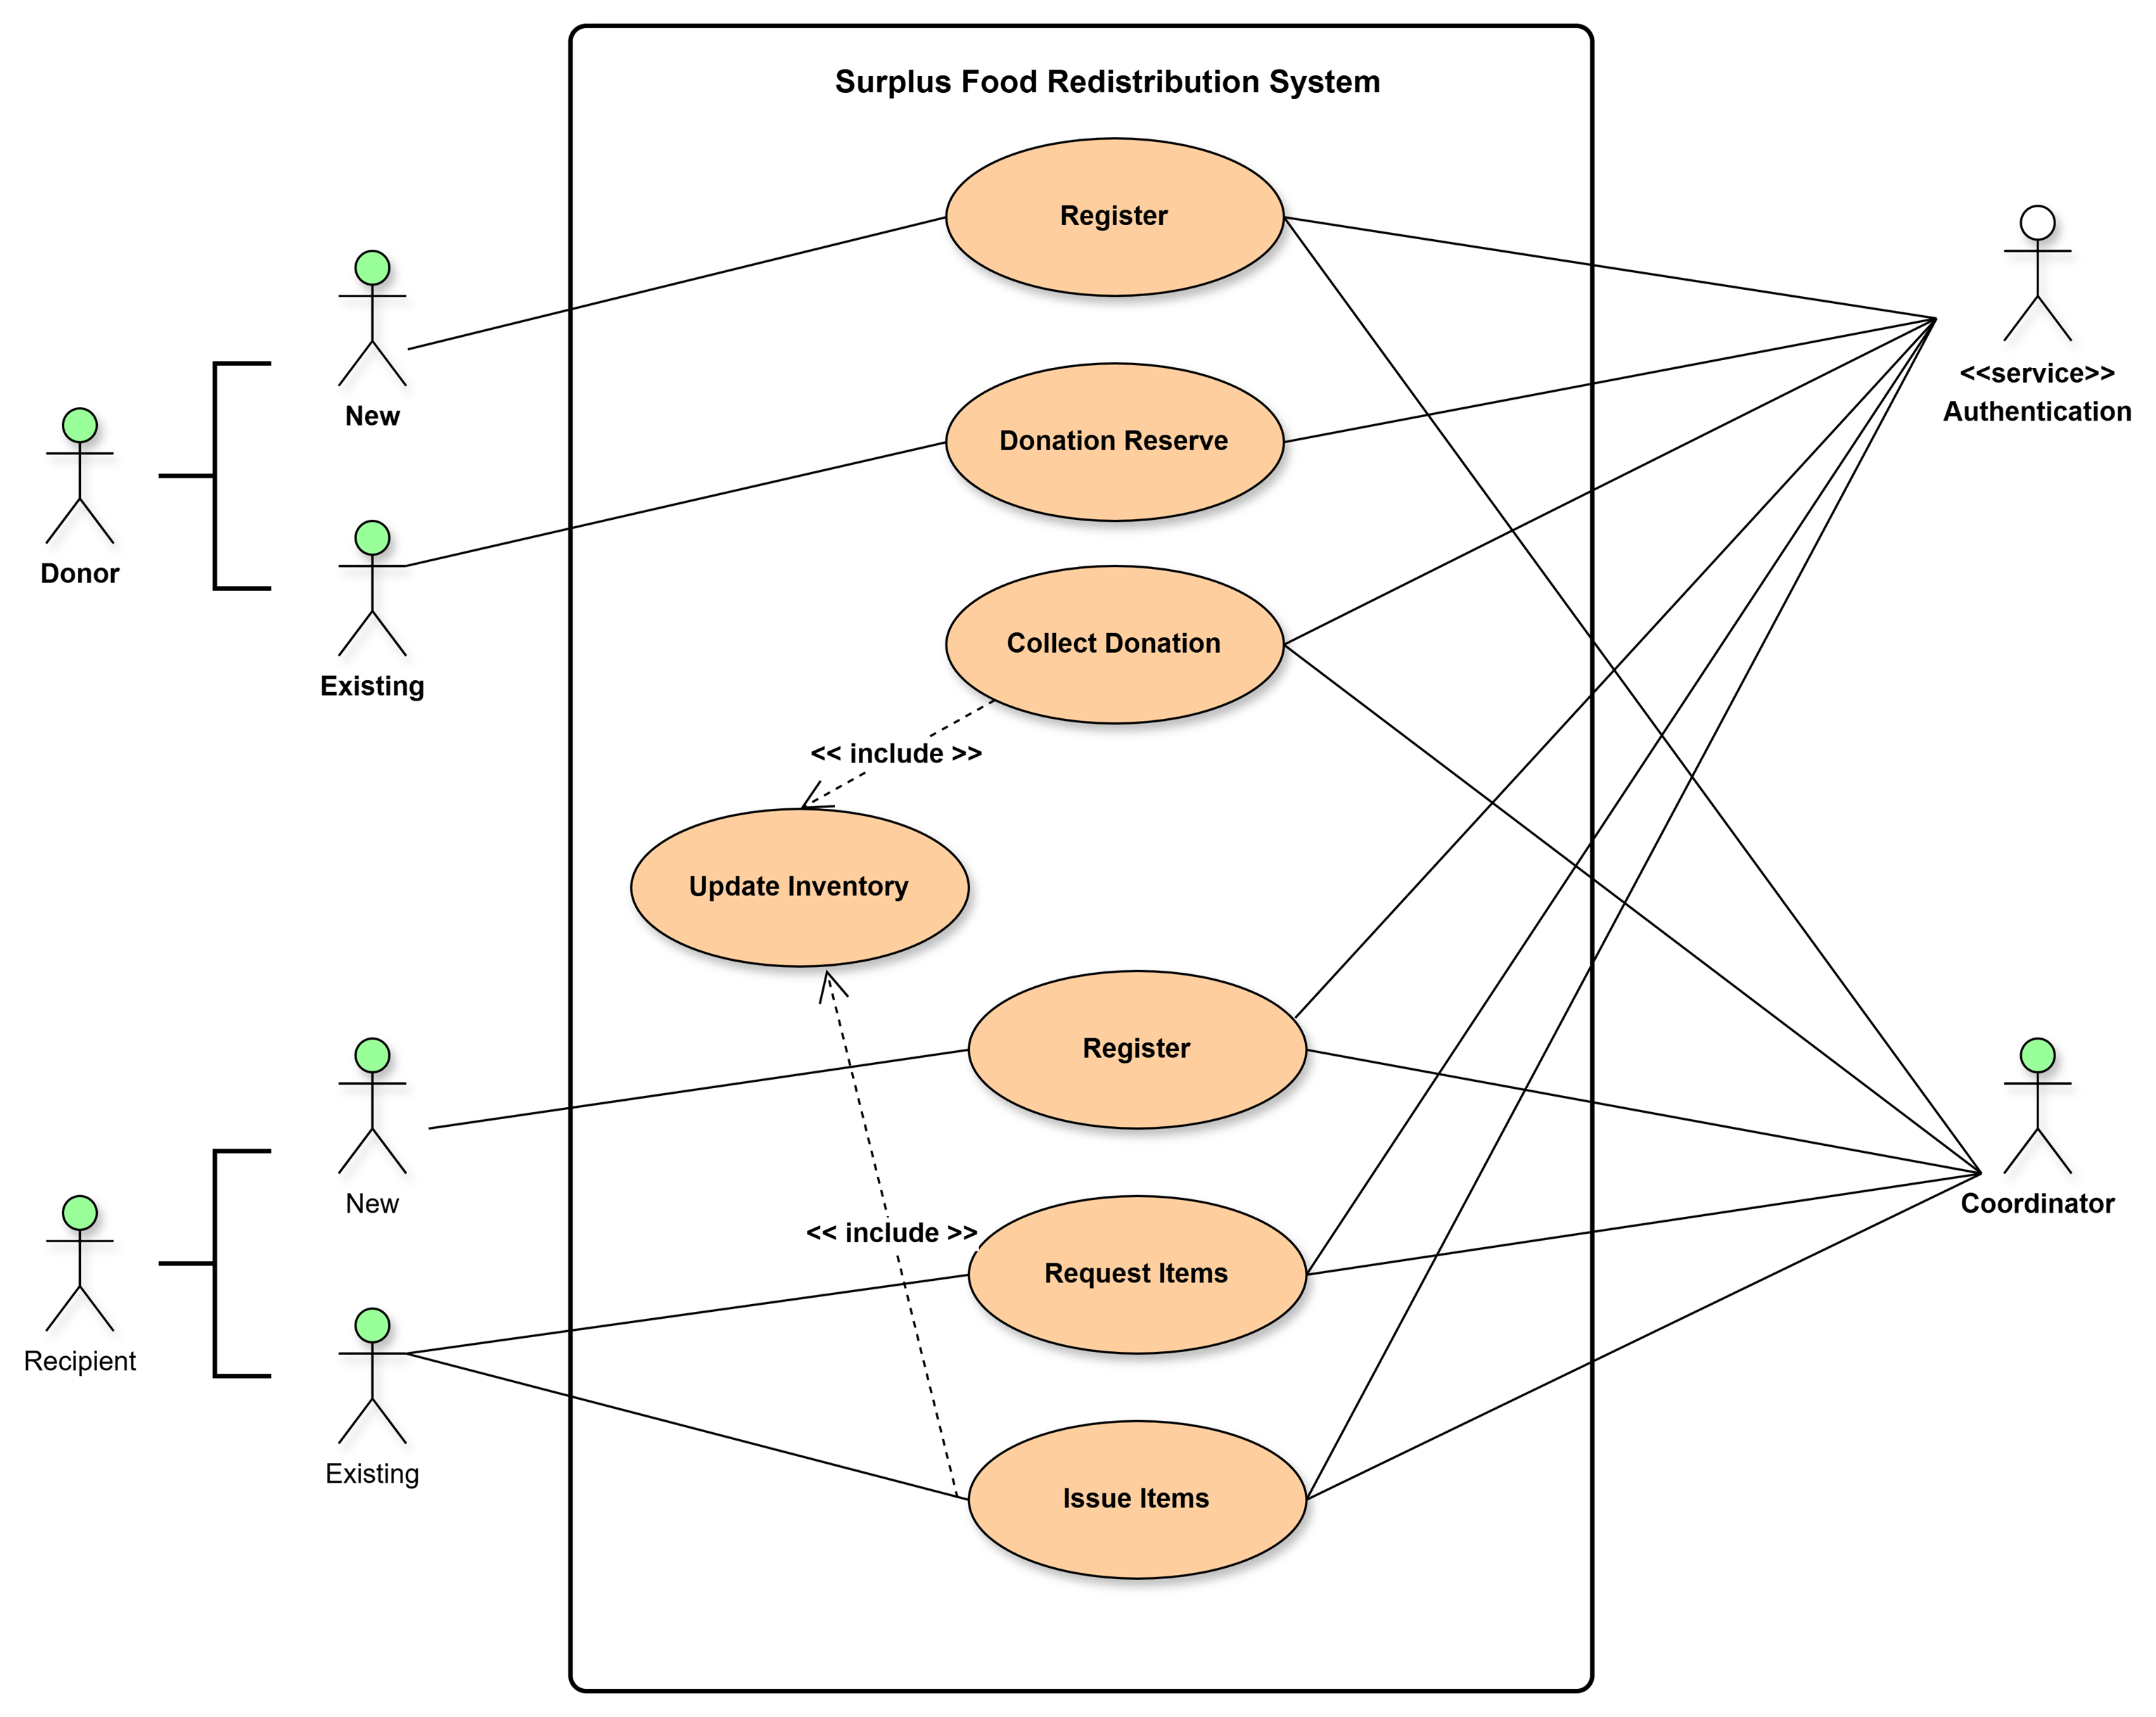 Surplus Food Redistribution System
Register
<<service>>
Authentication
New
Donation Reserve
Donor
Existing
Collect Donation
<< include >>
Update Inventory
Register
New
Coordinator
<< include >>
Request Items
Recipient
Existing
Issue Items